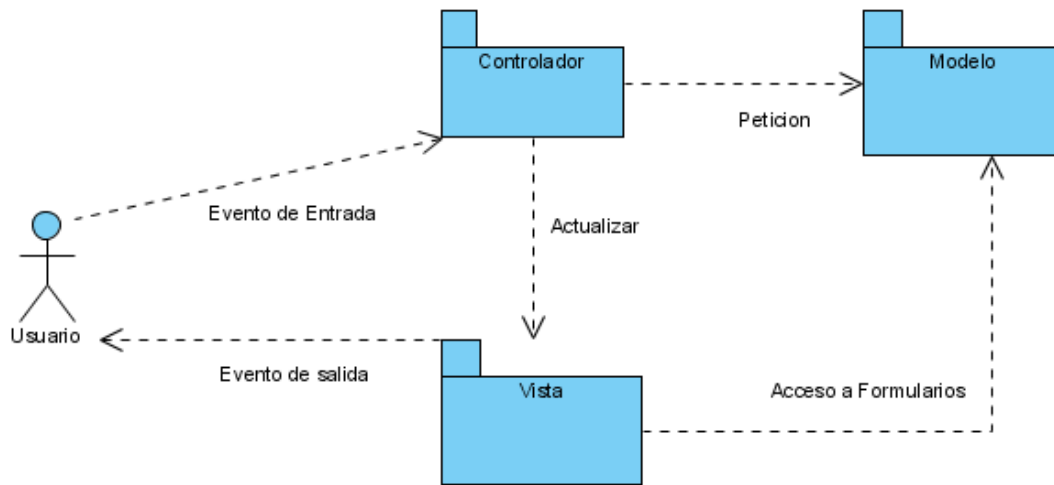 Controlador
Modelo
Peticion
Evento de Entrada
Actualizar
Usuario
Evento de salida
Vista
Acceso a Formularios